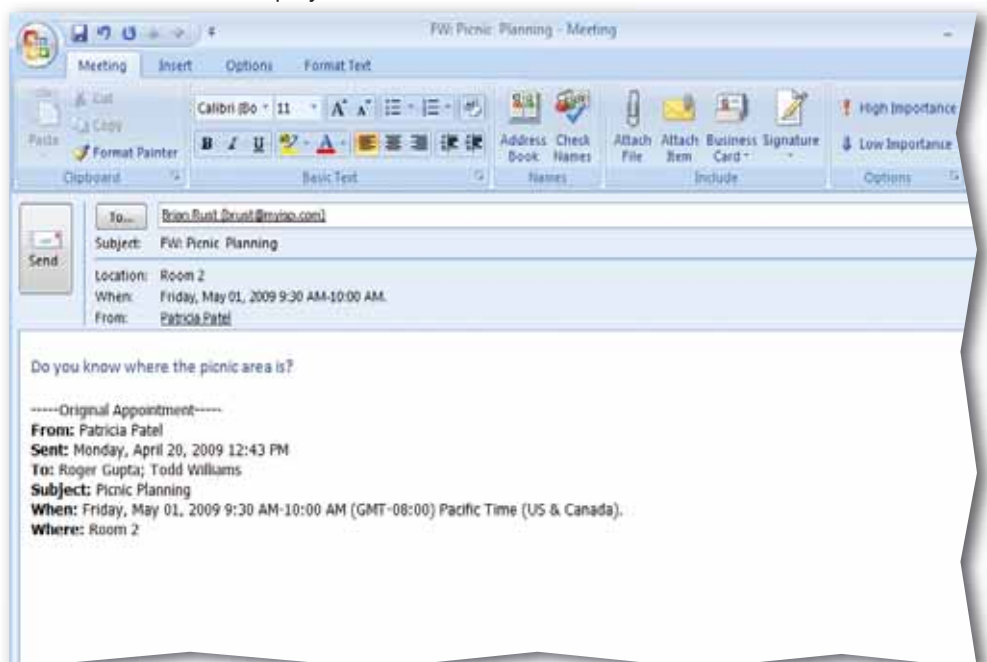 FW: Picnic Planning - Meeting
Meeting Insert Options Format Text
Paste
Cut
Copy
Format Painter
Clipboard
Calibri (Bo 11
B I U
Basic Text
Address Book
Check Names
Names
Attach File
Attach Item
Business Card
Signature
Include
High Importance
Low Importance
Options
Send
To... Brian Rust [brust@myisp.com]
Subject: FW: Picnic Planning
Location: Room 2
When: Friday, May 01, 2009 9:30 AM-10:00 AM.
From: Patricia Patel
Do you know where the picnic area is?
-----Original Appointment-----
From: Patricia Patel
Sent: Monday, April 20, 2009 12:43 PM
To: Roger Gupta; Todd Williams
Subject: Picnic Planning
When: Friday, May 01, 2009 9:30 AM-10:00 AM (GMT-08:00) Pacific Time (US & Canada).
Where: Room 2